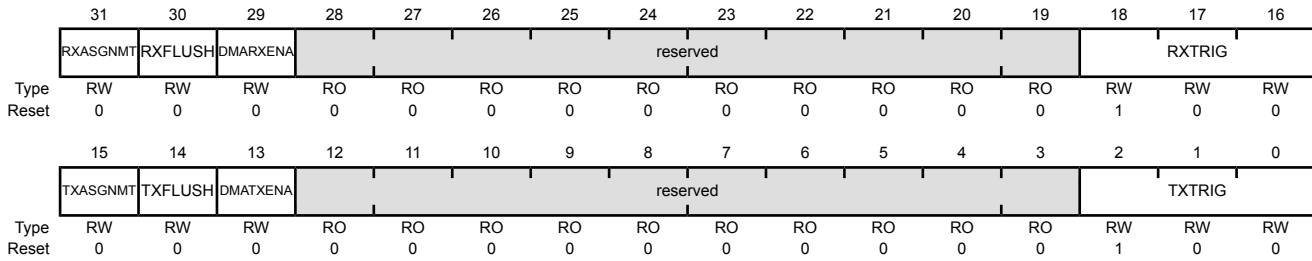 31 30 29 28 27 26 25 24 23 22 21 20 19 18 17 16
RXASGNMT RXFLUSH DMARXENA reserved RXTRIG
Type RW RW RW RO RO RO RO RO RO RO RO RO RO RW RW RW
Reset 0 0 0 0 0 0 0 0 0 0 0 0 0 1 0 0
15 14 13 12 11 10 9 8 7 6 5 4 3 2 1 0
TXASGNMT TXFLUSH DMATXENA reserved TXTRIG
Type RW RW RW RO RO RO RO RO RO RO RO RO RO RW RW RW
Reset 0 0 0 0 0 0 0 0 0 0 0 0 0 1 0 0